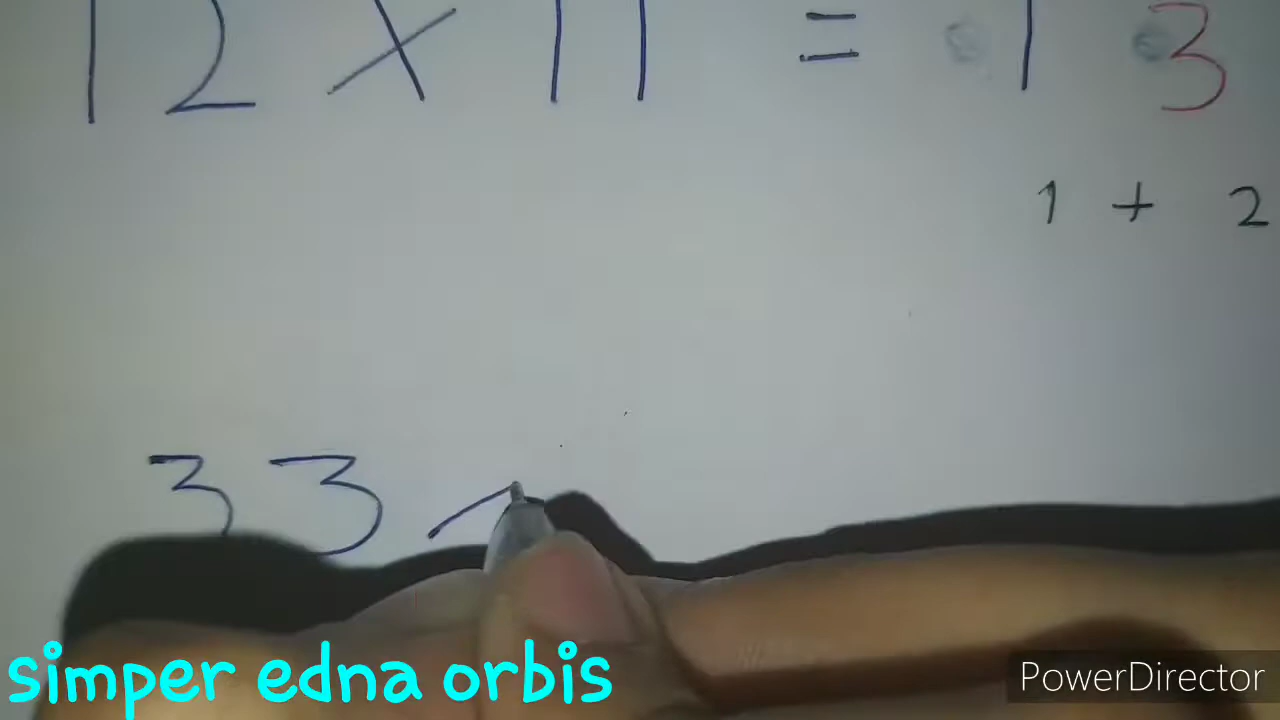 12 × 11 = 1 3
1 + 2
33
simper edna orbis
PowerDirector